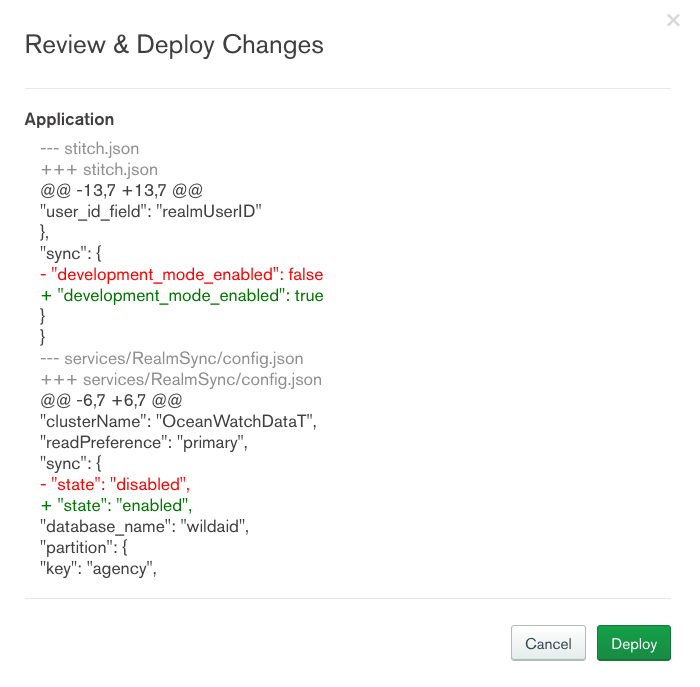 ×
Review & Deploy Changes
Application
--- stitch.json
+++ stitch.json
@@ -13,7 +13,7 @@
"user_id_field": "realmUserID"
},
"sync": {
- "development_mode_enabled": false
+ "development_mode_enabled": true
}
}
--- services/RealmSync/config.json
+++ services/RealmSync/config.json
@@ -6,7 +6,7 @@
"clusterName": "OceanWatchDataT",
"readPreference": "primary",
"sync": {
- "state": "disabled",
+ "state": "enabled",
"database_name": "wildaid",
"partition": {
"key": "agency",
Cancel Deploy